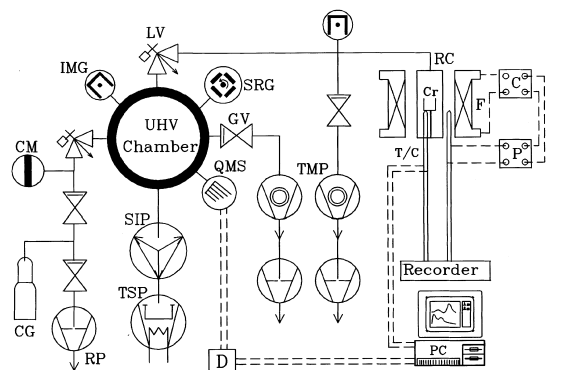 LV
IMG
SRG
RC
Cr
C
F
UHV
Chamber
GV
CM
QMS
TMP
T/C
P
SIP
Recorder
TSP
CG
RP
D
PC